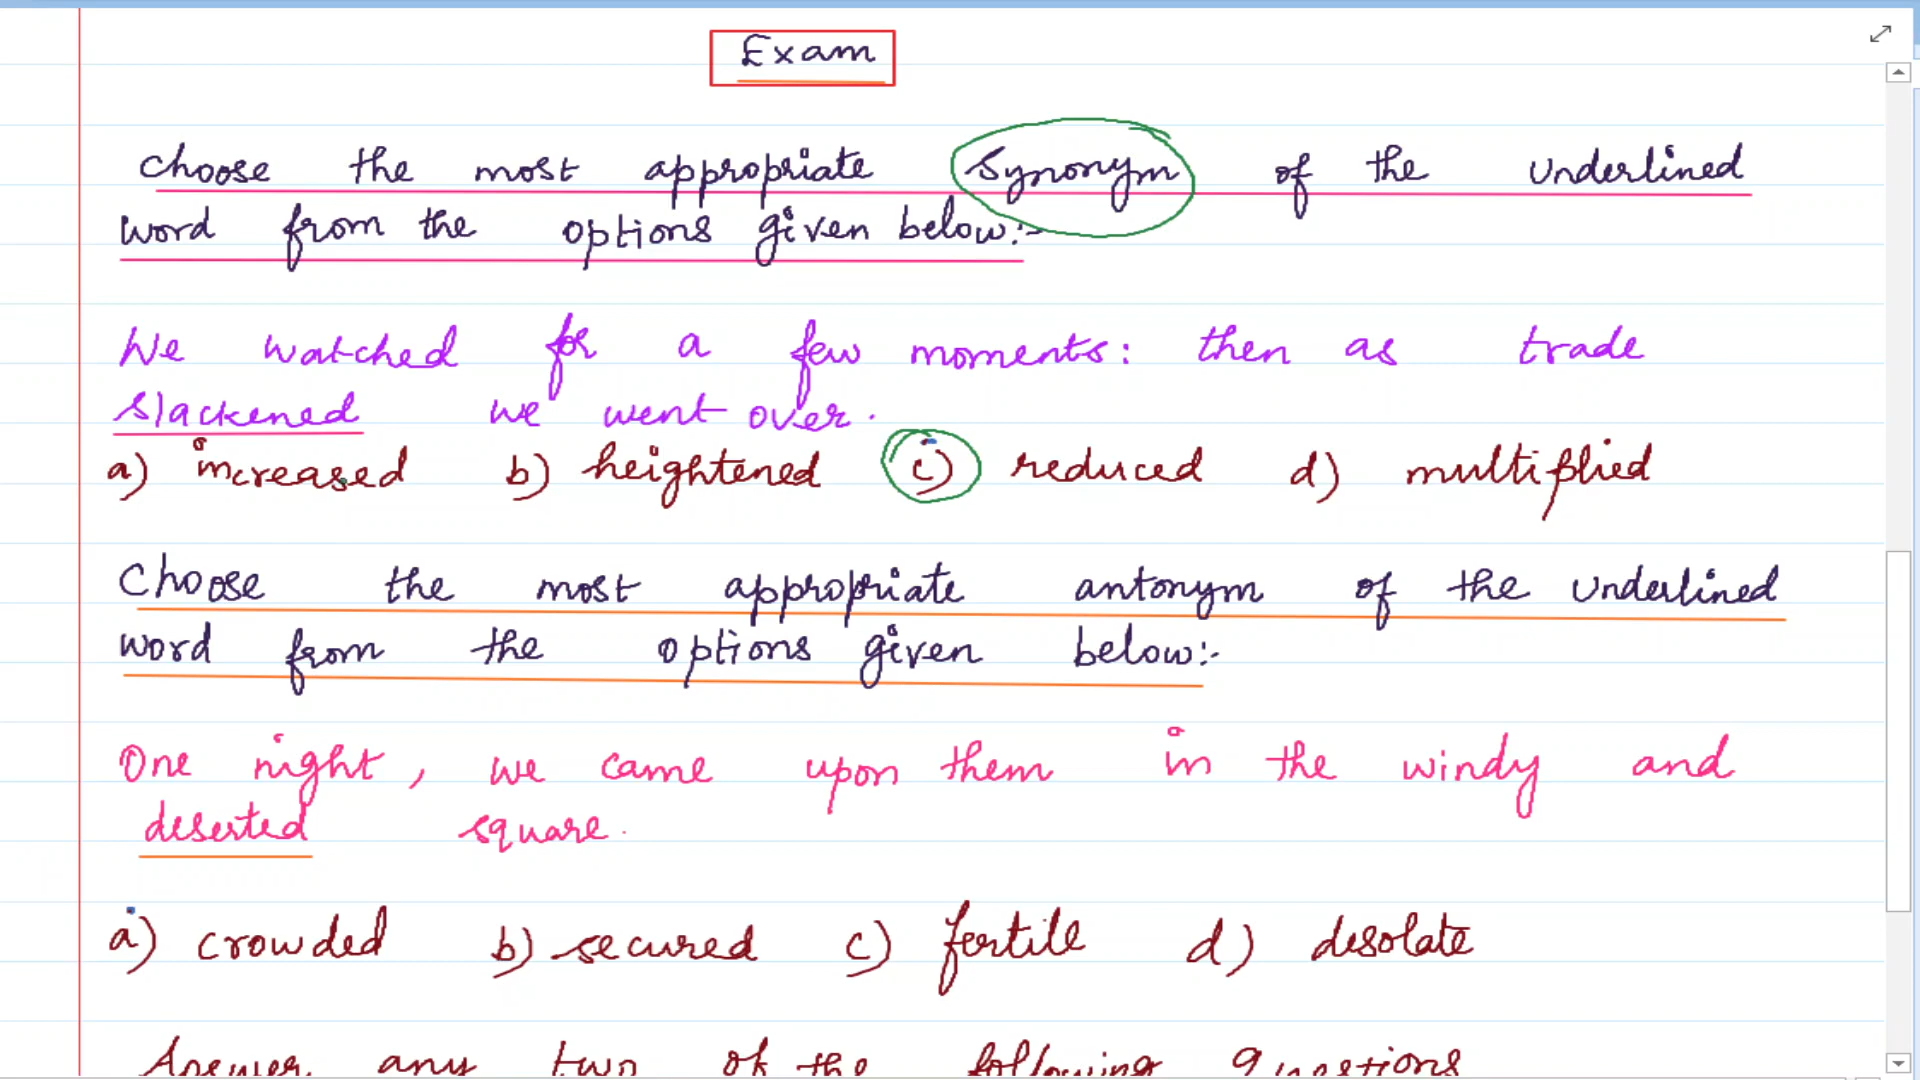 Exam
Choose the most appropriate Synonym of the underlined
word from the options given below:-
We watched for a few moments: then as trade
slackened we went over.
a) increased b) heightened c) reduced d) multiplied
Choose the most appropriate antonym of the underlined
word from the options given below:-
One night, we came upon them in the windy and
deserted square.
a) crowded b) secured c) fertile d) desolate
Answer any two of the following questions